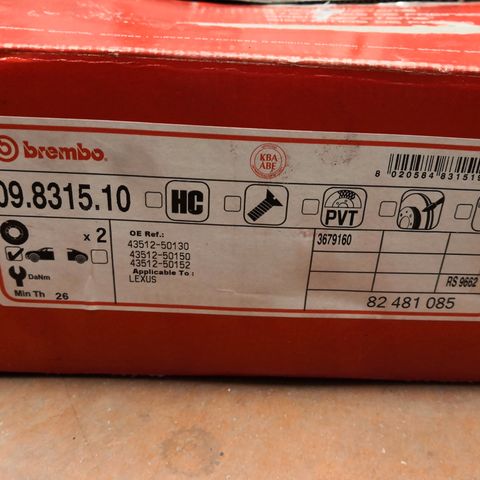 brembo.
KBA
ABE
8 020584 831519
09.8315.10
HC
PVT
x 2
OE Ref.:
43512-50130
43512-50150
43512-50152
Applicable To :
LEXUS
3679160
DaNm
Min Th 26
RS 9662
82 481 085